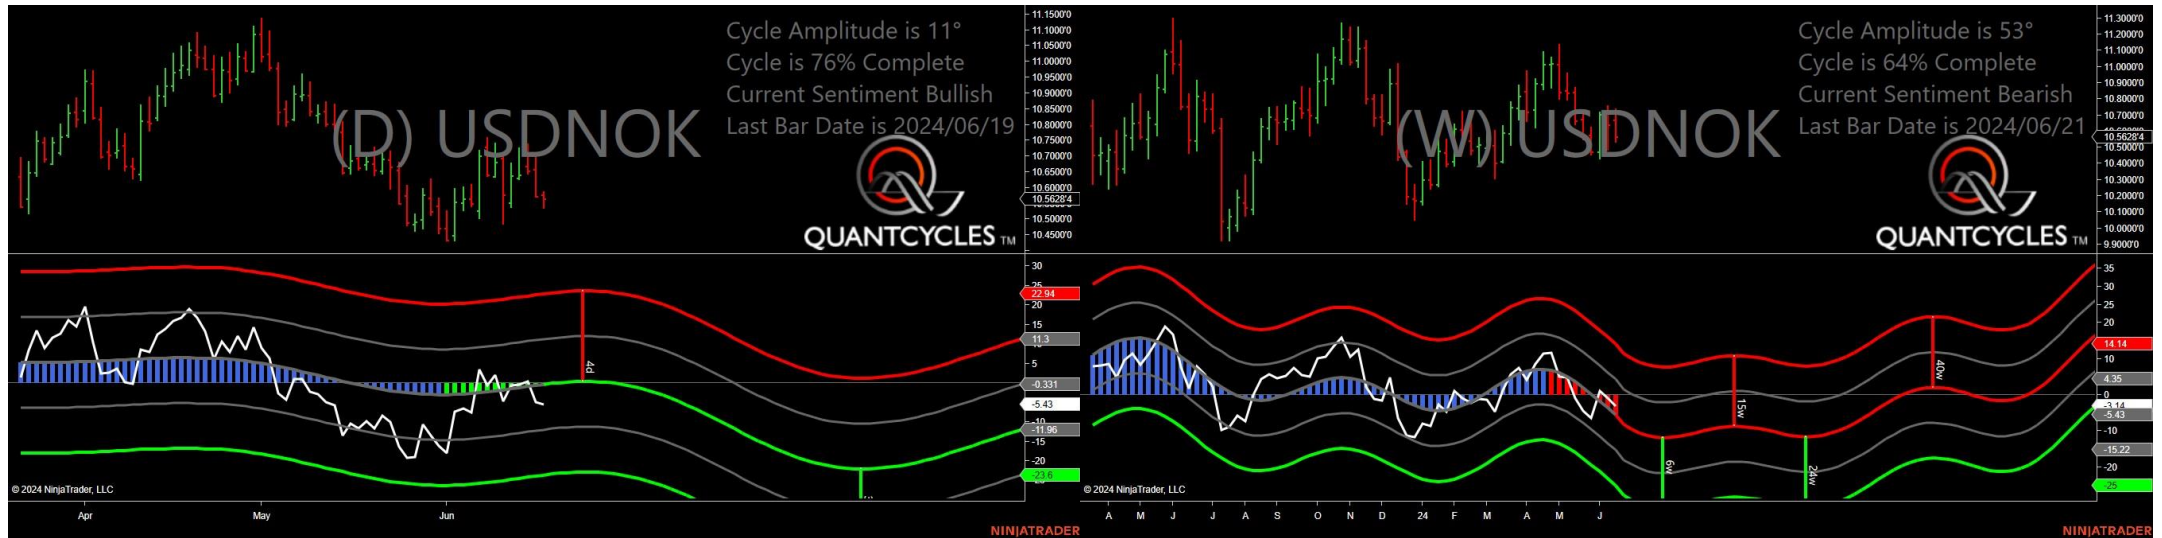 Cycle Amplitude is 11°
Cycle is 76% Complete
Current Sentiment Bullish
Last Bar Date is 2024/06/19
(D) USDNOK
QUANTCYCLES TM
11.1500'0
11.1000'0
11.0500'0
11.0000'0
10.9500'0
10.9000'0
10.8500'0
10.8000'0
10.7500'0
10.7000'0
10.6500'0
10.6000'0
10.5628'4
10.5000'0
10.4500'0
30
25
22.94
20
15
11.3
5
-0.331
-5.43
-10
-11.96
-15
-20
-23.6
4d
© 2024 NinjaTrader, LLC
Apr May Jun
NINJATRADER
Cycle Amplitude is 53°
Cycle is 64% Complete
Current Sentiment Bearish
Last Bar Date is 2024/06/21
(W) USDNOK
QUANTCYCLES TM
11.3000'0
11.2000'0
11.1000'0
11.0000'0
10.9000'0
10.8000'0
10.7000'0
10.5628'4
10.5000'0
10.4000'0
10.3000'0
10.2000'0
10.1000'0
10.0000'0
9.9000'0
35
30
25
20
14.14
10
4.35
0
-3.14
-5.43
-10
-15.22
-20
-25
6w
15w
24w
40w
© 2024 NinjaTrader, LLC
A M J J A S O N D 24 F M A M J
NINJATRADER